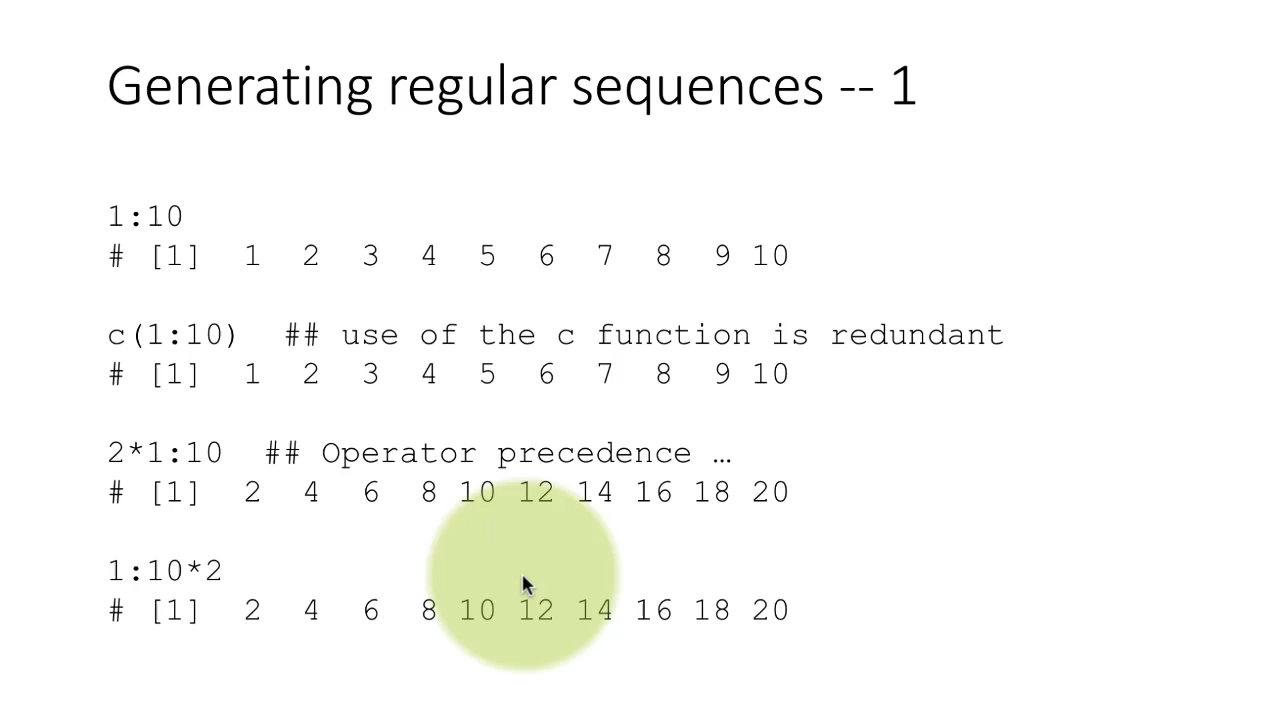 Generating regular sequences -- 1
1:10
# [1]  1  2  3  4  5  6  7  8  9 10
c(1:10)  ## use of the c function is redundant
# [1]  1  2  3  4  5  6  7  8  9 10
2*1:10  ## Operator precedence …
# [1]  2  4  6  8 10 12 14 16 18 20
1:10*2
# [1]  2  4  6  8 10 12 14 16 18 20